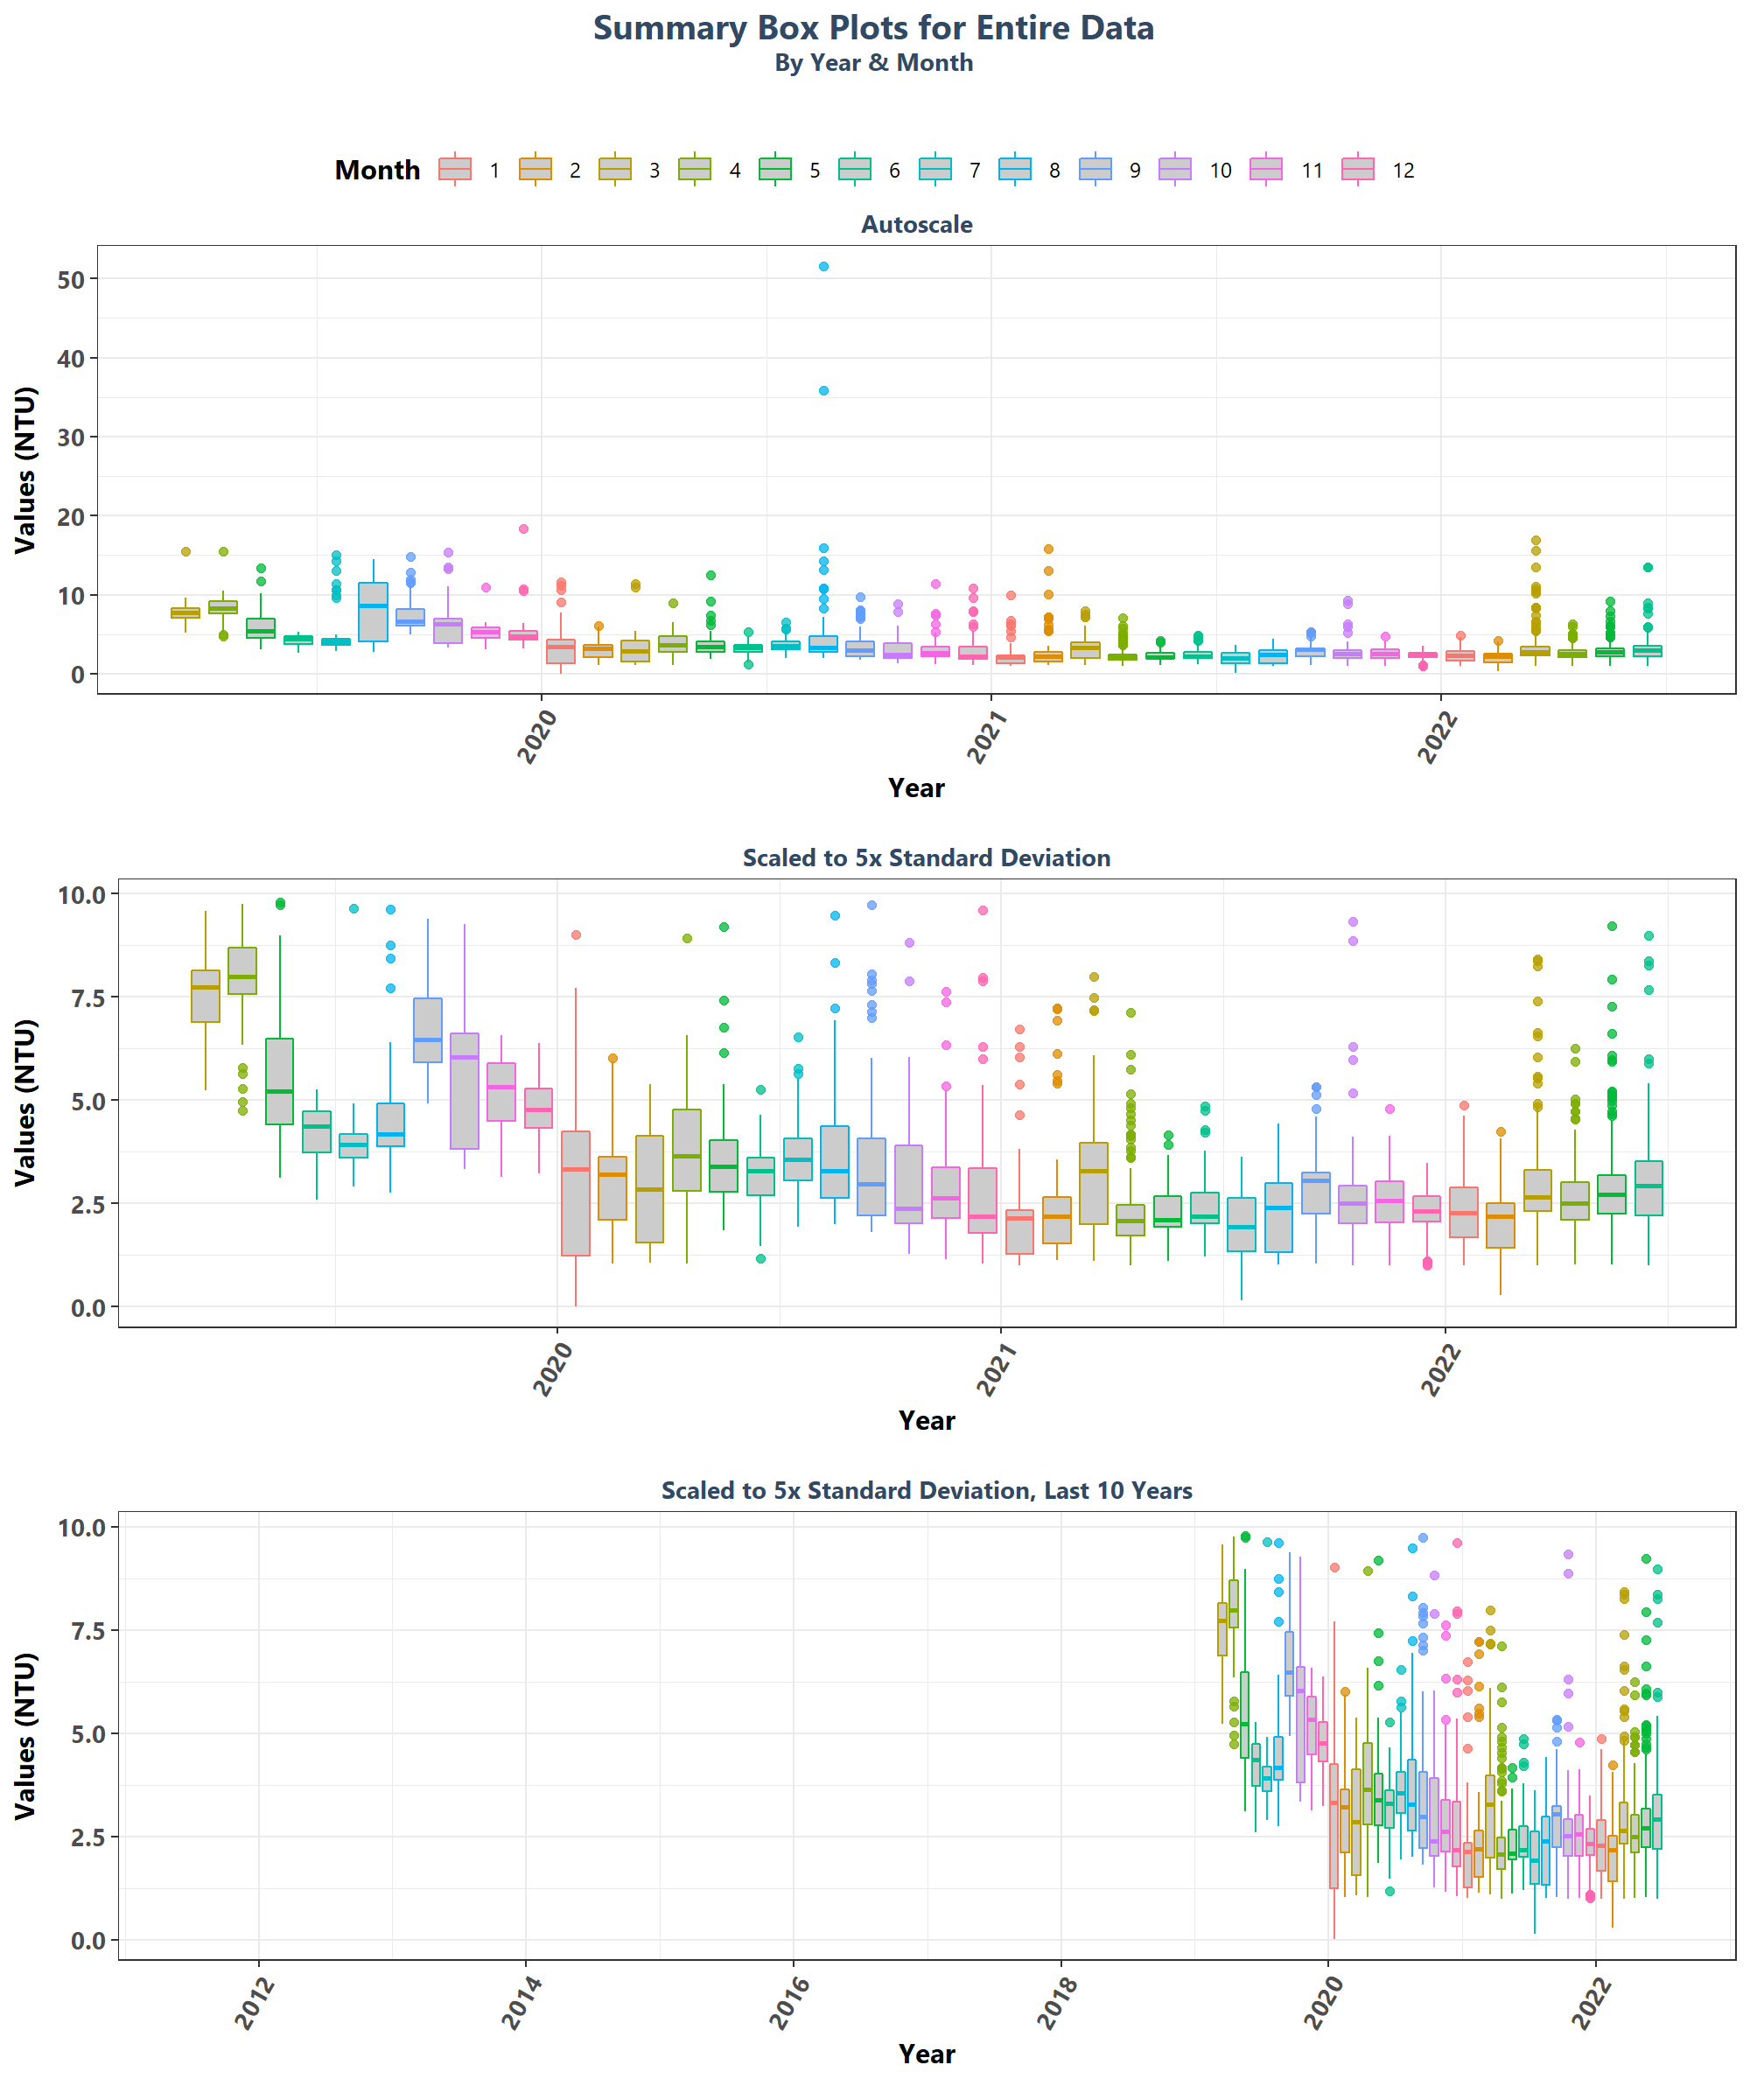 Summary Box Plots for Entire Data
By Year & Month
Month 1 2 3 4 5 6 7 8 9 10 11 12
Autoscale
Values (NTU)
50
40
30
20
10
0
2020 2021 2022
Year
Scaled to 5x Standard Deviation
Values (NTU)
10.0
7.5
5.0
2.5
0.0
2020 2021 2022
Year
Scaled to 5x Standard Deviation, Last 10 Years
Values (NTU)
10.0
7.5
5.0
2.5
0.0
2012 2014 2016 2018 2020 2022
Year